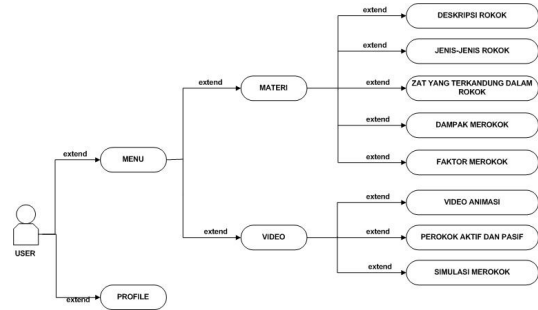 extend
DESKRIPSI ROKOK
extend
JENIS-JENIS ROKOK
extend
MATERI
extend
ZAT YANG TERKANDUNG DALAM
ROKOK
extend
DAMPAK MEROKOK
extend
MENU
extend
FAKTOR MEROKOK
extend
VIDEO ANIMASI
extend
VIDEO
extend
PEROKOK AKTIF DAN PASIF
USER
extend
SIMULASI MEROKOK
extend
PROFILE